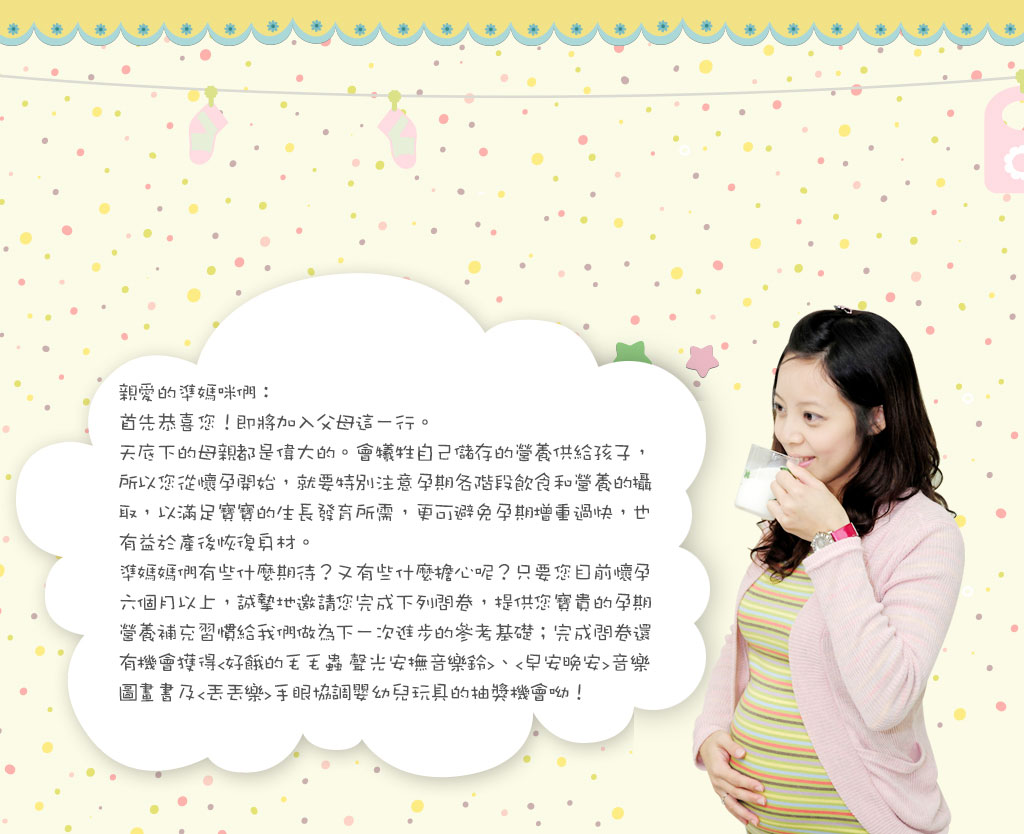 親愛的準媽咪們：
首先恭喜您！即將加入父母這一行。
天底下的母親都是偉大的。會犧牲自己儲存的營養供給孩子，
所以您從懷孕開始，就要特別注意孕期各階段飲食和營養的攝
取，以滿足寶寶的生長發育所需，更可避免孕期增重過快，也
有益於產後恢復身材。
準媽媽們有些什麼期待？又有些什麼擔心呢？只要您目前懷孕
六個月以上，誠摯地邀請您完成下列問卷，提供您寶貴的孕期
營養補充習慣給我們做為下一次進步的參考基礎；完成問卷還
有機會獲得<好餓的毛毛蟲 聲光安撫音樂鈴>、<早安晚安>音樂
圖畫書及<丟丟樂>手眼協調嬰幼兒玩具的抽獎機會呦！